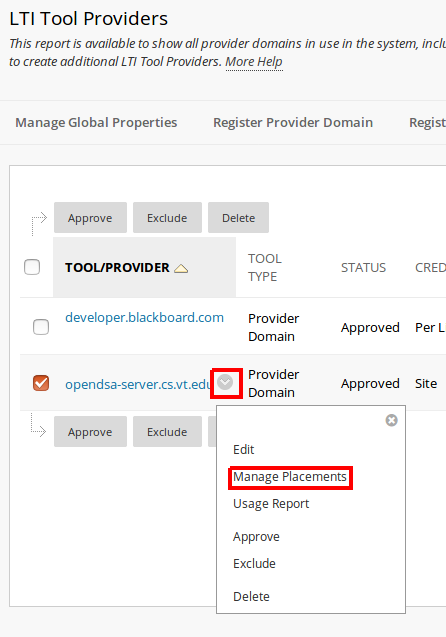 LTI Tool Providers
This report is available to show all provider domains in use in the system, inclu
to create additional LTI Tool Providers. More Help
Manage Global Properties Register Provider Domain Regist
Approve Exclude Delete
TOOL/PROVIDER TOOL TYPE STATUS CRED
developer.blackboard.com Provider Domain Approved Per L
opendsa-server.cs.vt.edu Provider Domain Approved Site
Approve Exclude
Edit
Manage Placements
Usage Report
Approve
Exclude
Delete